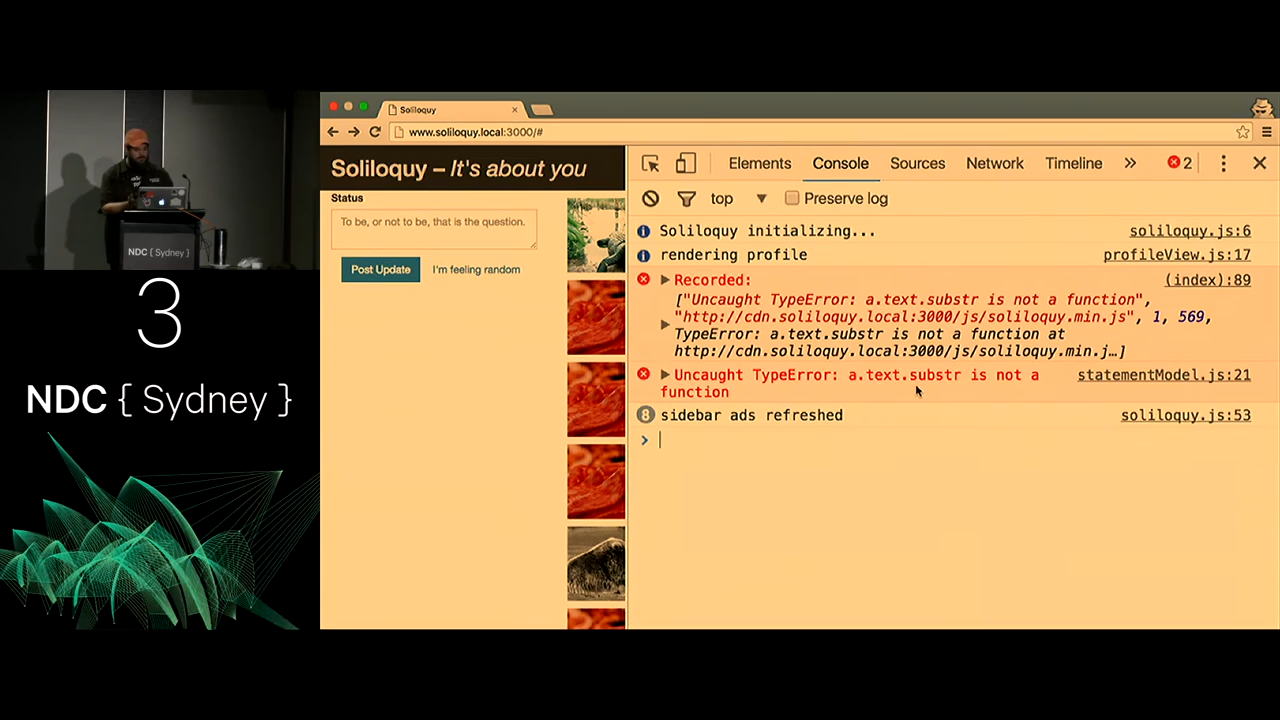 NDC { Sydney }
3
NDC { Sydney }
Soliloquy
www.soliloquy.local:3000/#
Soliloquy – It's about you
Status
To be, or not to be, that is the question.
Post Update I'm feeling random
Elements Console Sources Network Timeline » 2
top Preserve log
Soliloquy initializing... soliloquy.js:6
rendering profile profileView.js:17
Recorded: (index):89
["Uncaught TypeError: a.text.substr is not a function",
"http://cdn.soliloquy.local:3000/js/soliloquy.min.js", 1, 569,
TypeError: a.text.substr is not a function at
http://cdn.soliloquy.local:3000/js/soliloquy.min.j…]
Uncaught TypeError: a.text.substr is not a statementModel.js:21
function
8 sidebar ads refreshed soliloquy.js:53